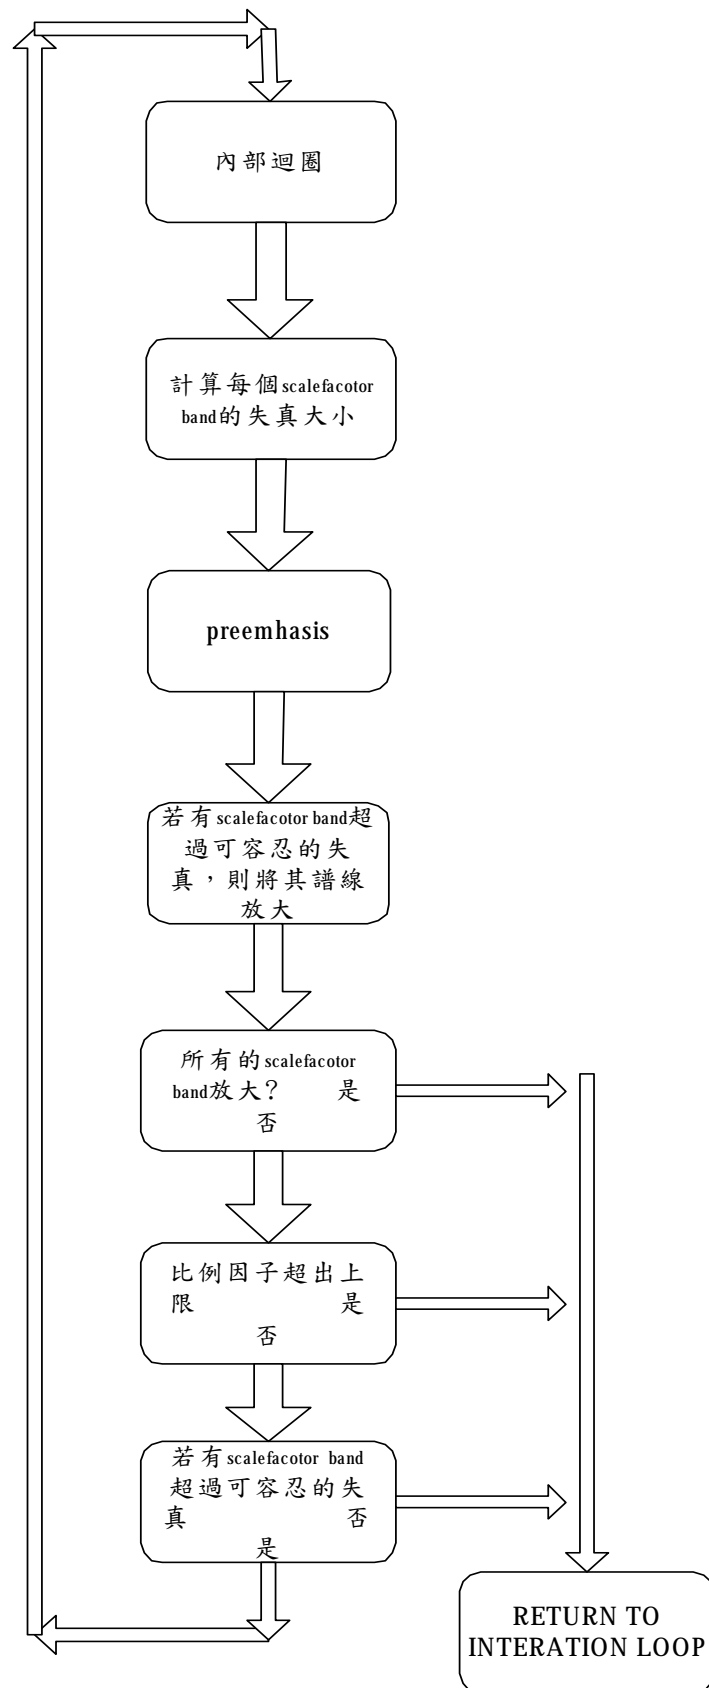 內部迴圈
計算每個scalefacotor
band的失真大小
preemhasis
若有scalefacotor band超
過可容忍的失
真，則將其譜線
放大
所有的scalefacotor
band放大? 是
否
比例因子超出上
限 是
否
若有scalefacotor band
超過可容忍的失
真 否
是
RETURN TO
INTERATION LOOP